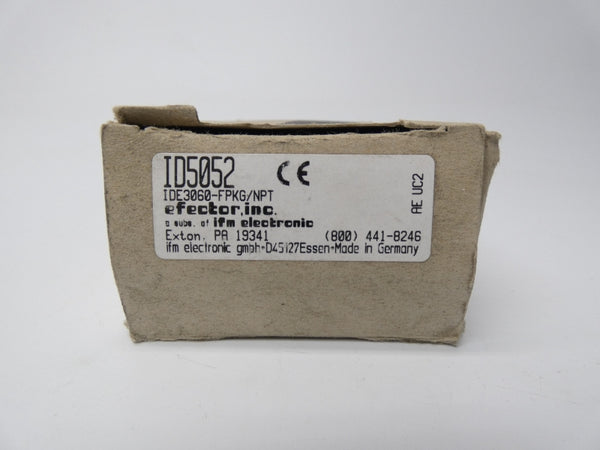 ID5052 CE
IDE3060-FPKG/NPT
efector,inc.
a subs. of ifm electronic
Exton, PA 19341 (800) 441-8246
ifm electronic gmbh•D45127Essen•Made in Germany
AE UC2